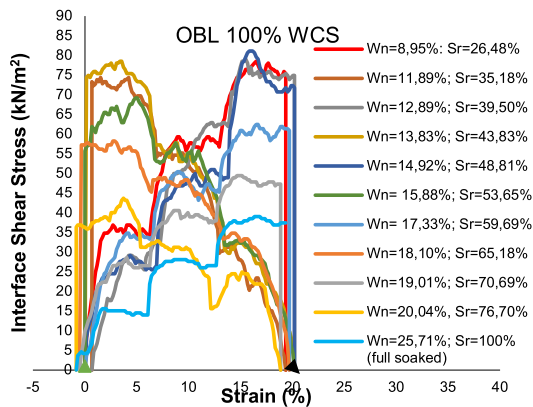 OBL 100% WCS
Interface Shear Stress (kN/m²)
90
85
80
75
70
65
60
55
50
45
40
35
30
25
20
15
10
5
0
-5 0 5 10 15 20 25 30 35 40
Strain (%)
Wn=8,95%: Sr=26,48%
Wn=11,89%; Sr=35,18%
Wn=12,89%; Sr=39,50%
Wn=13,83%; Sr=43,83%
Wn=14,92%; Sr=48,81%
Wn= 15,88%; Sr=53,65%
Wn= 17,33%; Sr=59,69%
Wn=18,10%; Sr=65,18%
Wn=19,01%; Sr=70,69%
Wn=20,04%; Sr=76,70%
Wn=25,71%; Sr=100%
(full soaked)